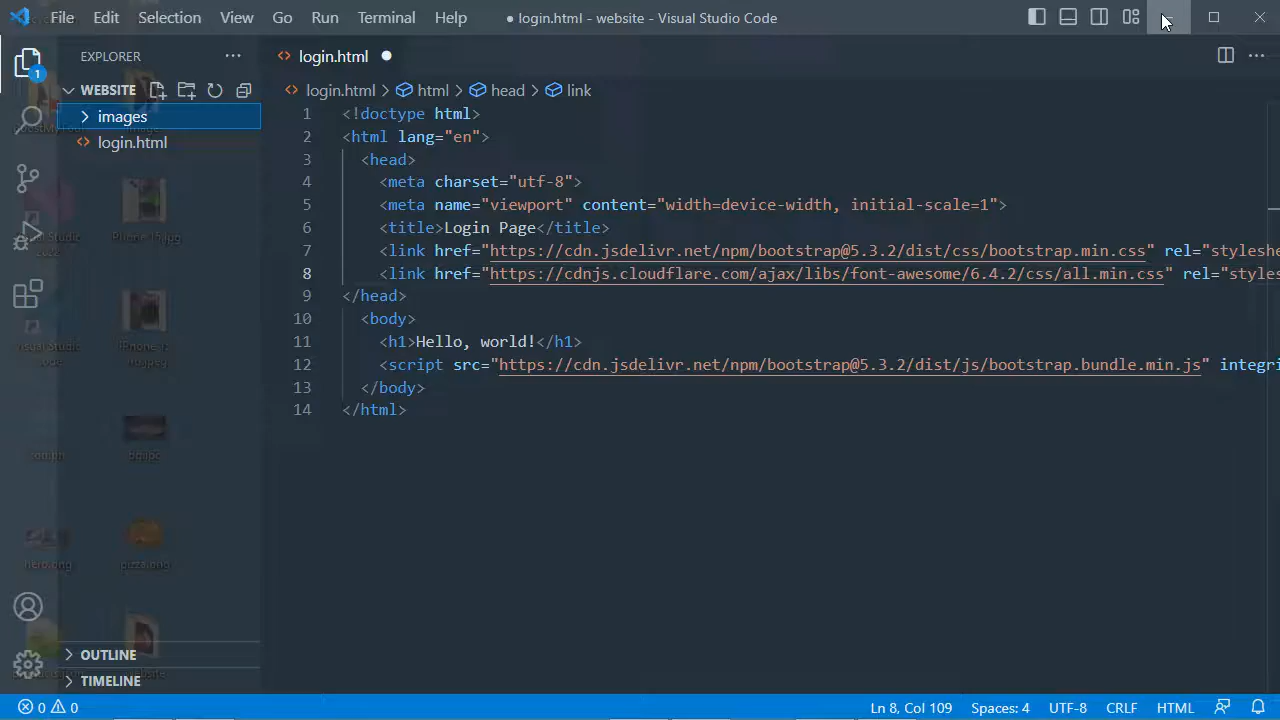 File Edit Selection View Go Run Terminal Help ● login.html - website - Visual Studio Code
EXPLORER
login.html
1
WEBSITE
login.html > html > head > link
images
login.html
1 <!doctype html>
2 <html lang="en">
3 <head>
4 <meta charset="utf-8">
5 <meta name="viewport" content="width=device-width, initial-scale=1">
6 <title>Login Page</title>
7 <link href="https://cdn.jsdelivr.net/npm/bootstrap@5.3.2/dist/css/bootstrap.min.css" rel="styleshe
8 <link href="https://cdnjs.cloudflare.com/ajax/libs/font-awesome/6.4.2/css/all.min.css" rel="styles
9 </head>
10 <body>
11 <h1>Hello, world!</h1>
12 <script src="https://cdn.jsdelivr.net/npm/bootstrap@5.3.2/dist/js/bootstrap.bundle.min.js" integri
13 </body>
14 </html>
hero.png pizza.png
OUTLINE
TIMELINE
0 0 Ln 8, Col 109 Spaces: 4 UTF-8 CRLF HTML